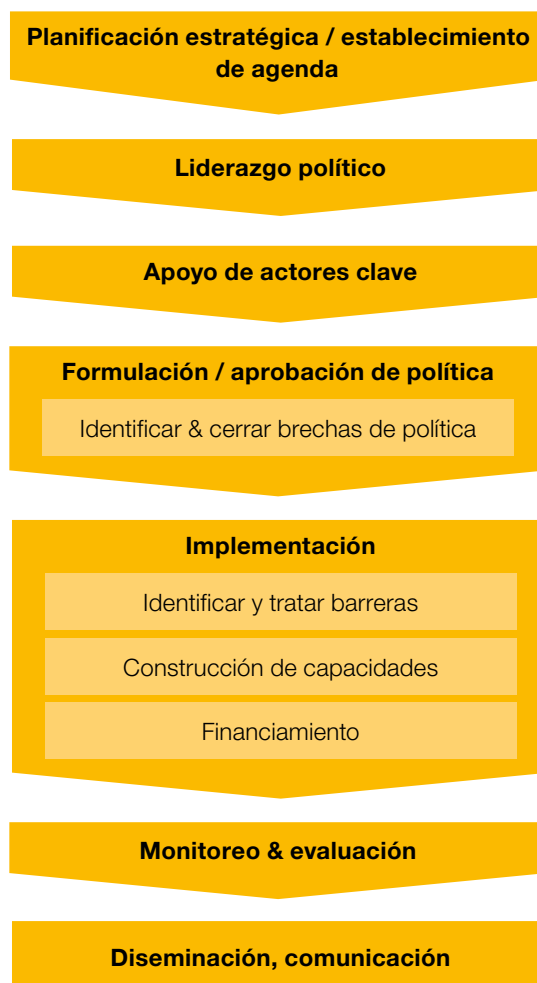 Planificación estratégica / establecimiento
de agenda
Liderazgo político
Apoyo de actores clave
Formulación / aprobación de política
Identificar & cerrar brechas de política
Implementación
Identificar y tratar barreras
Construcción de capacidades
Financiamiento
Monitoreo & evaluación
Diseminación, comunicación